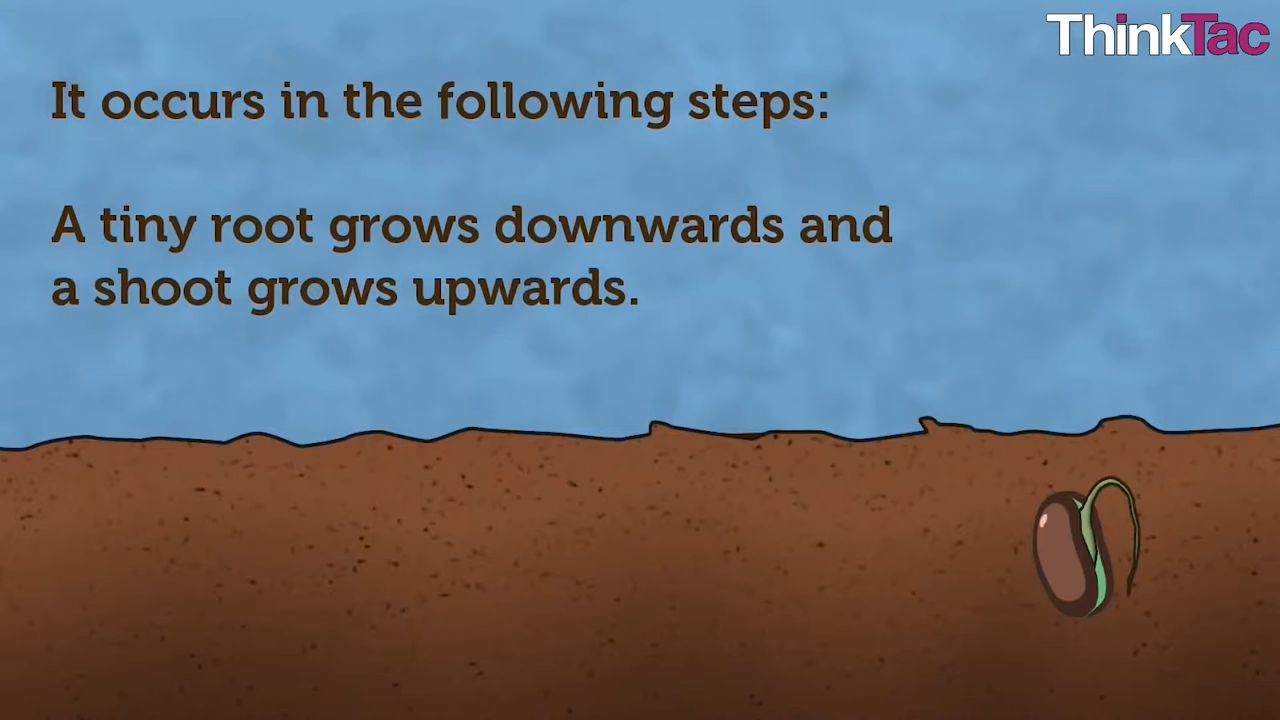 ThinkTac
It occurs in the following steps:
A tiny root grows downwards and
a shoot grows upwards.